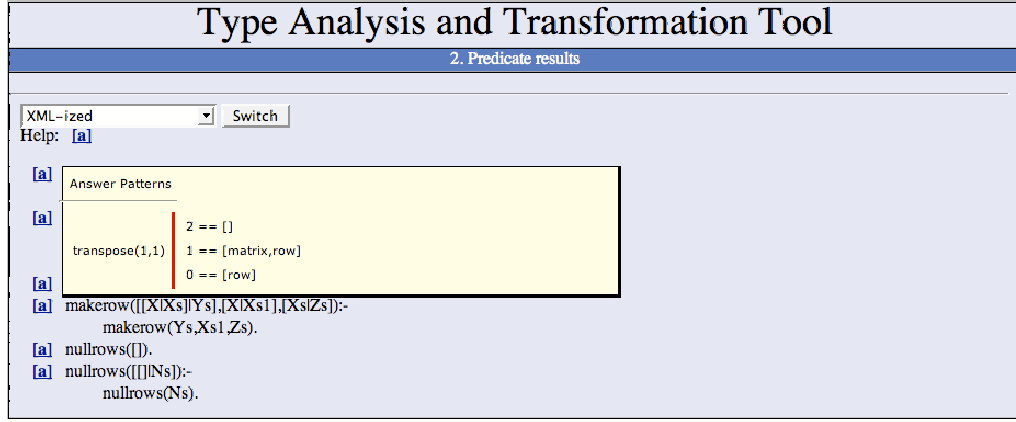 Type Analysis and Transformation Tool
2. Predicate results
XML-ized Switch
Help: [a]
[a] Answer Patterns
[a]
2 == []
transpose(1,1) 1 == [matrix,row]
0 == [row]
[a]
[a] makerow([[X|Xs]|Ys],[X|Xs1],[Xs|Zs]):-
makerow(Ys,Xs1,Zs).
[a] nullrows([]).
[a] nullrows([[]|Ns]):-
nullrows(Ns).